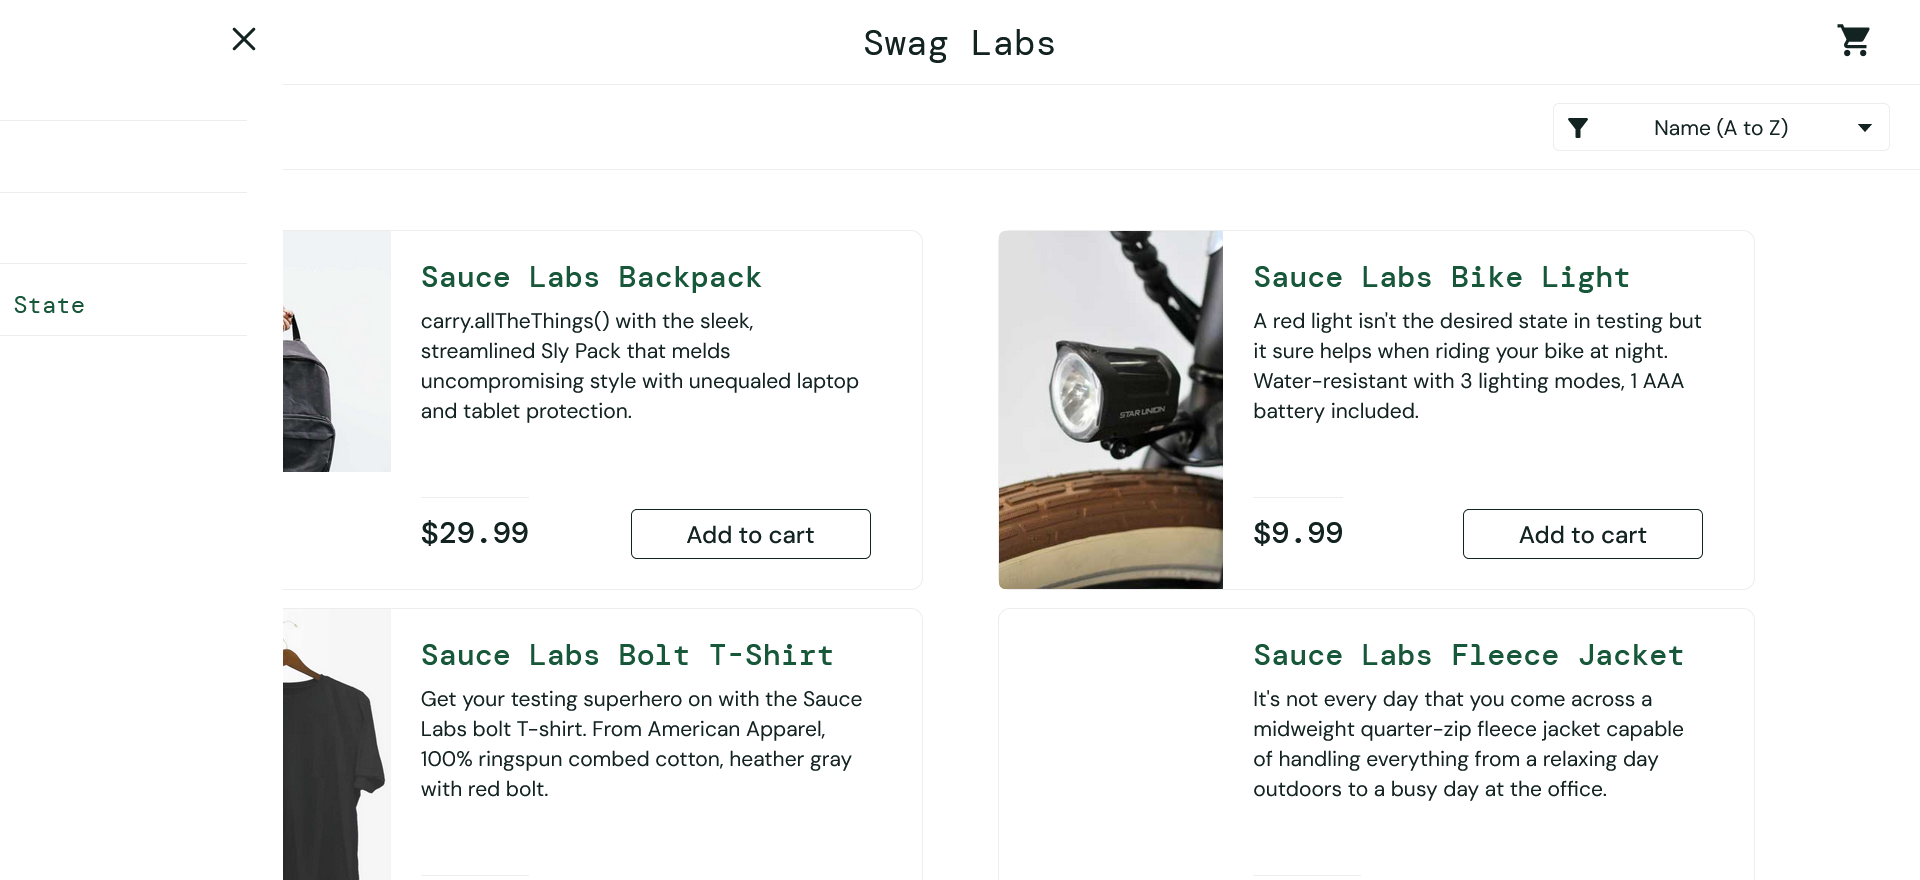 Swag Labs
Name (A to Z)
State
Sauce Labs Backpack
carry.allTheThings() with the sleek,
streamlined Sly Pack that melds
uncompromising style with unequaled laptop
and tablet protection.
$29.99
Add to cart
Sauce Labs Bike Light
A red light isn't the desired state in testing but
it sure helps when riding your bike at night.
Water-resistant with 3 lighting modes, 1 AAA
battery included.
STAR UNION
$9.99
Add to cart
Sauce Labs Bolt T-Shirt
Get your testing superhero on with the Sauce
Labs bolt T-shirt. From American Apparel,
100% ringspun combed cotton, heather gray
with red bolt.
Sauce Labs Fleece Jacket
It's not every day that you come across a
midweight quarter-zip fleece jacket capable
of handling everything from a relaxing day
outdoors to a busy day at the office.